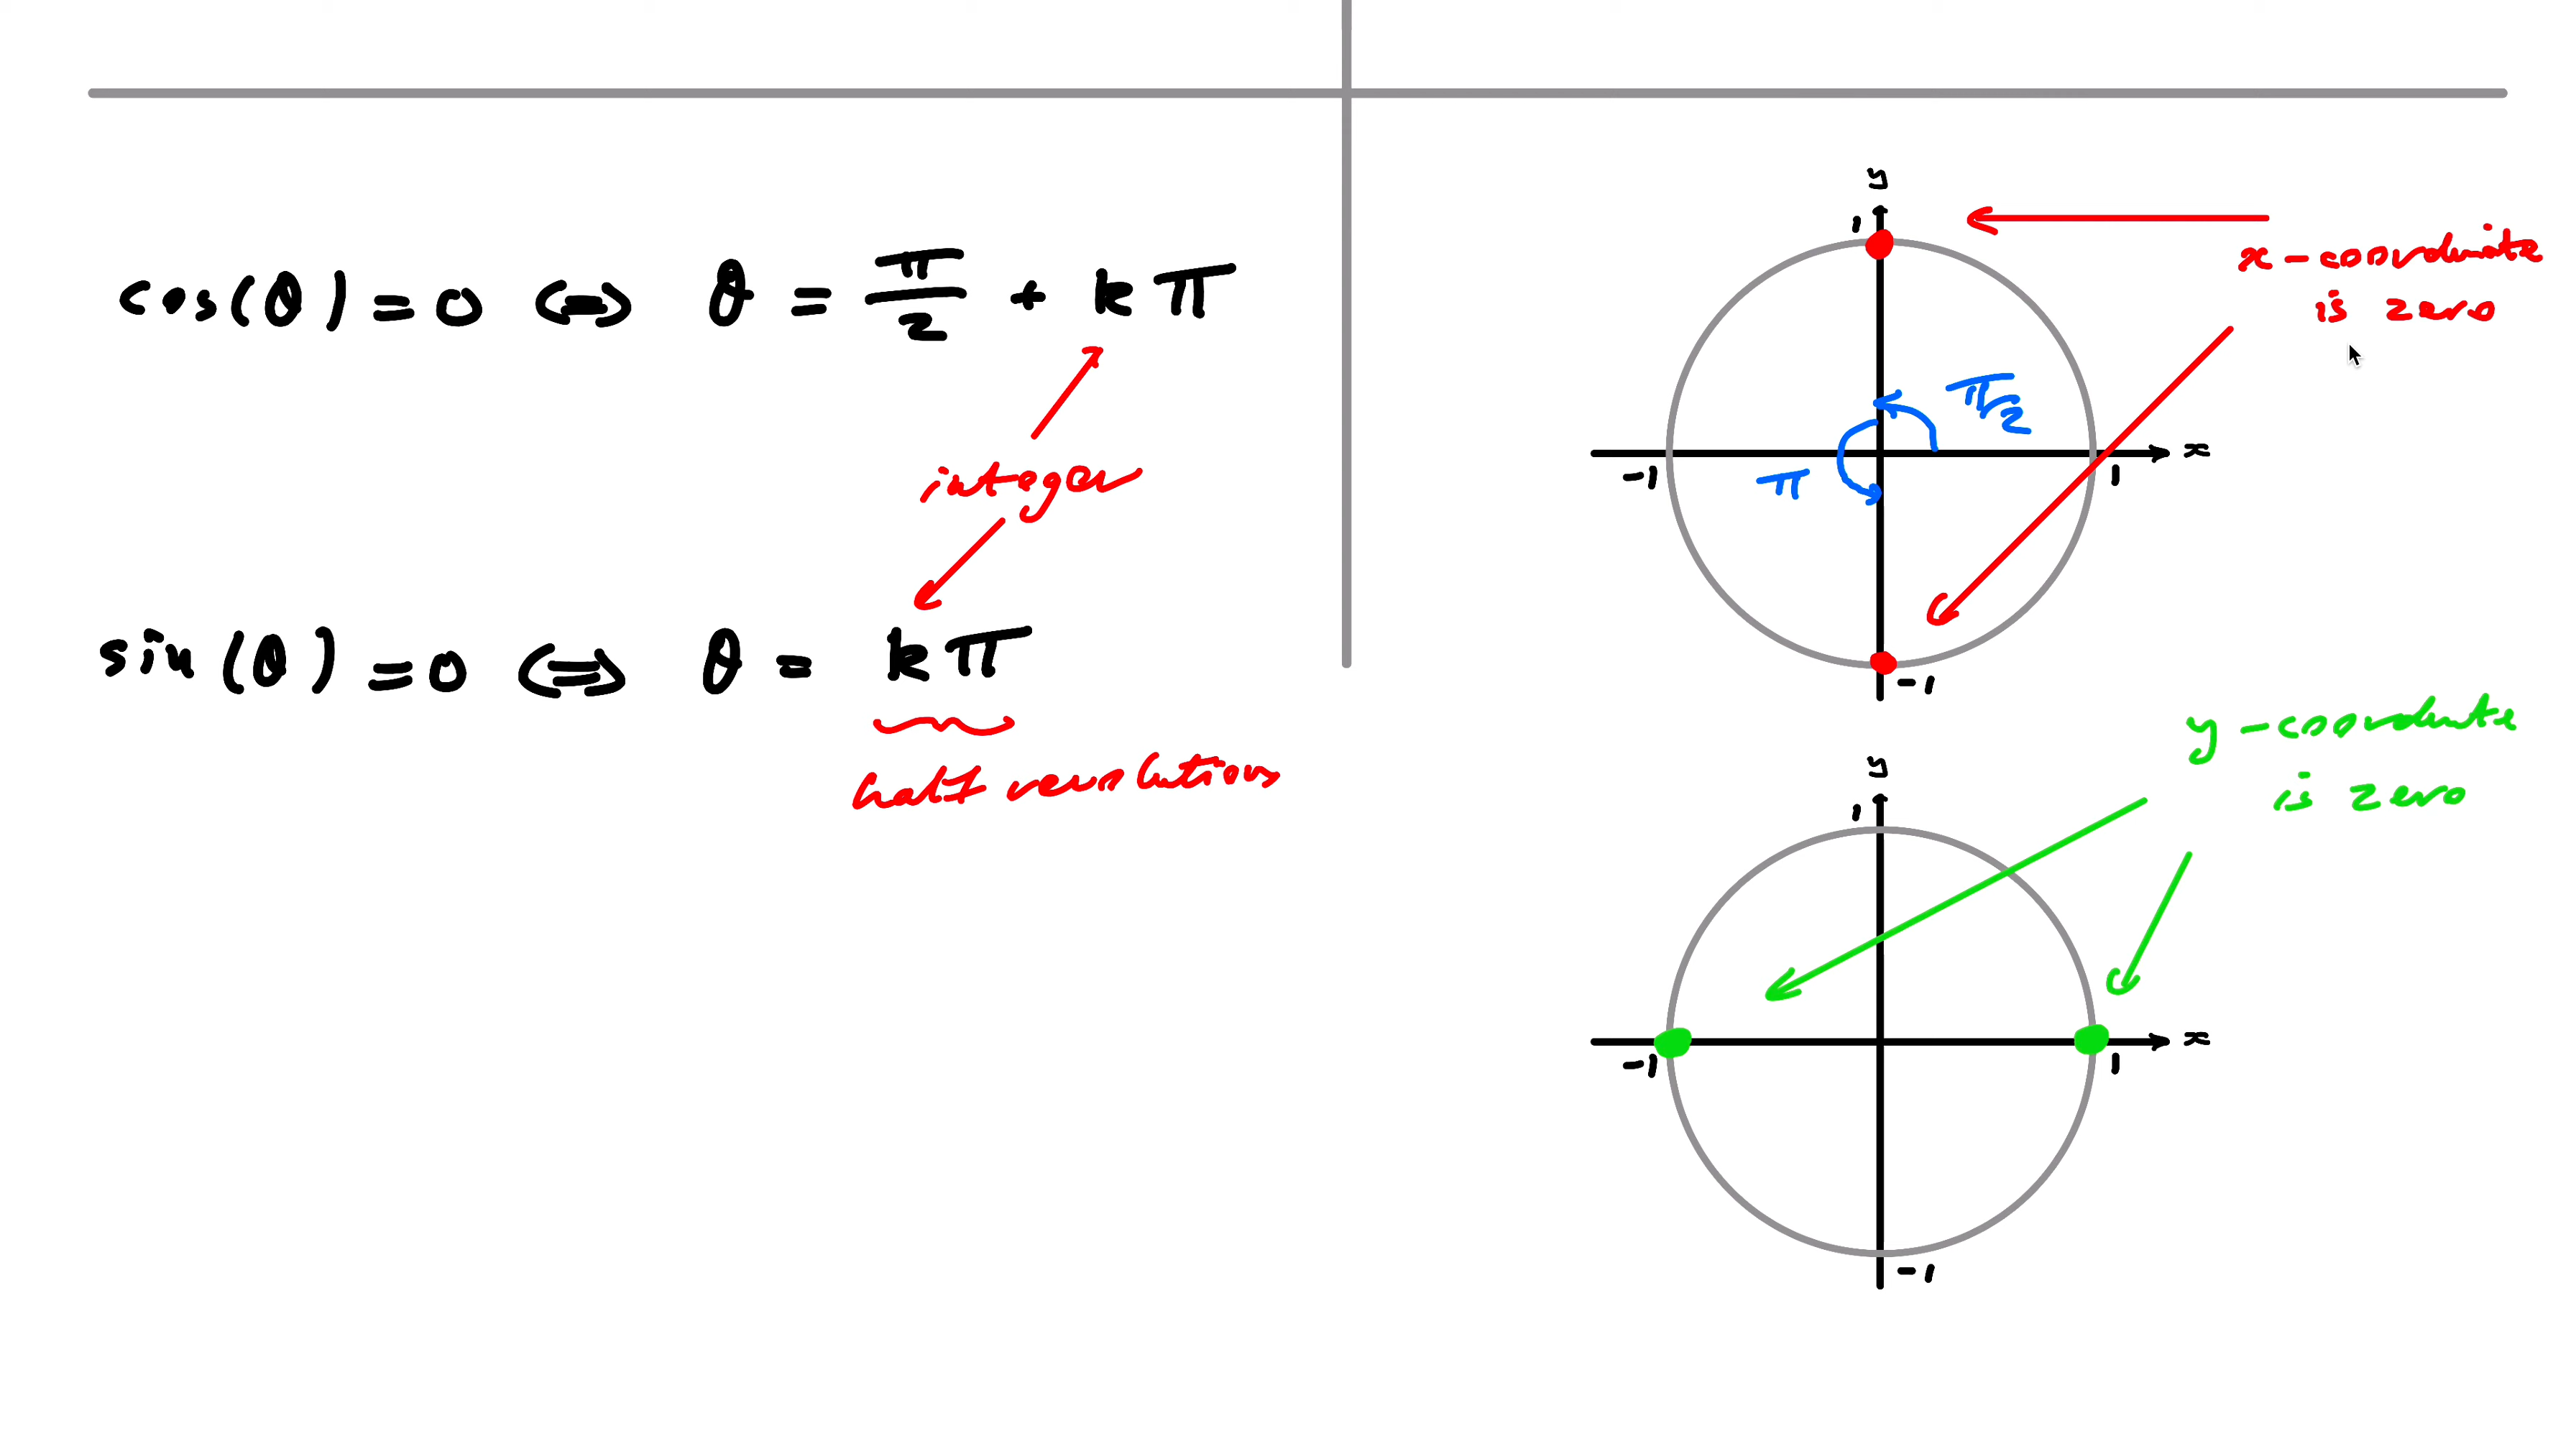 cos(θ) = 0 ⟺ θ = π/2 + kπ
integer
sin(θ) = 0 ⟺ θ = kπ
half revolutions
y
1
x-coordinate
is zero
π/2
-1
1
x
π
-1
y-coordinate
is zero
y
1
-1
1
x
-1